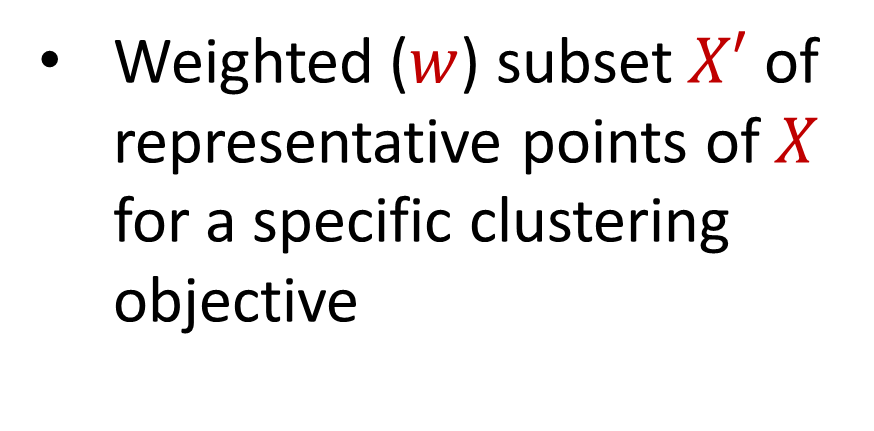 • Weighted (w) subset X′ of
representative points of X
for a specific clustering
objective